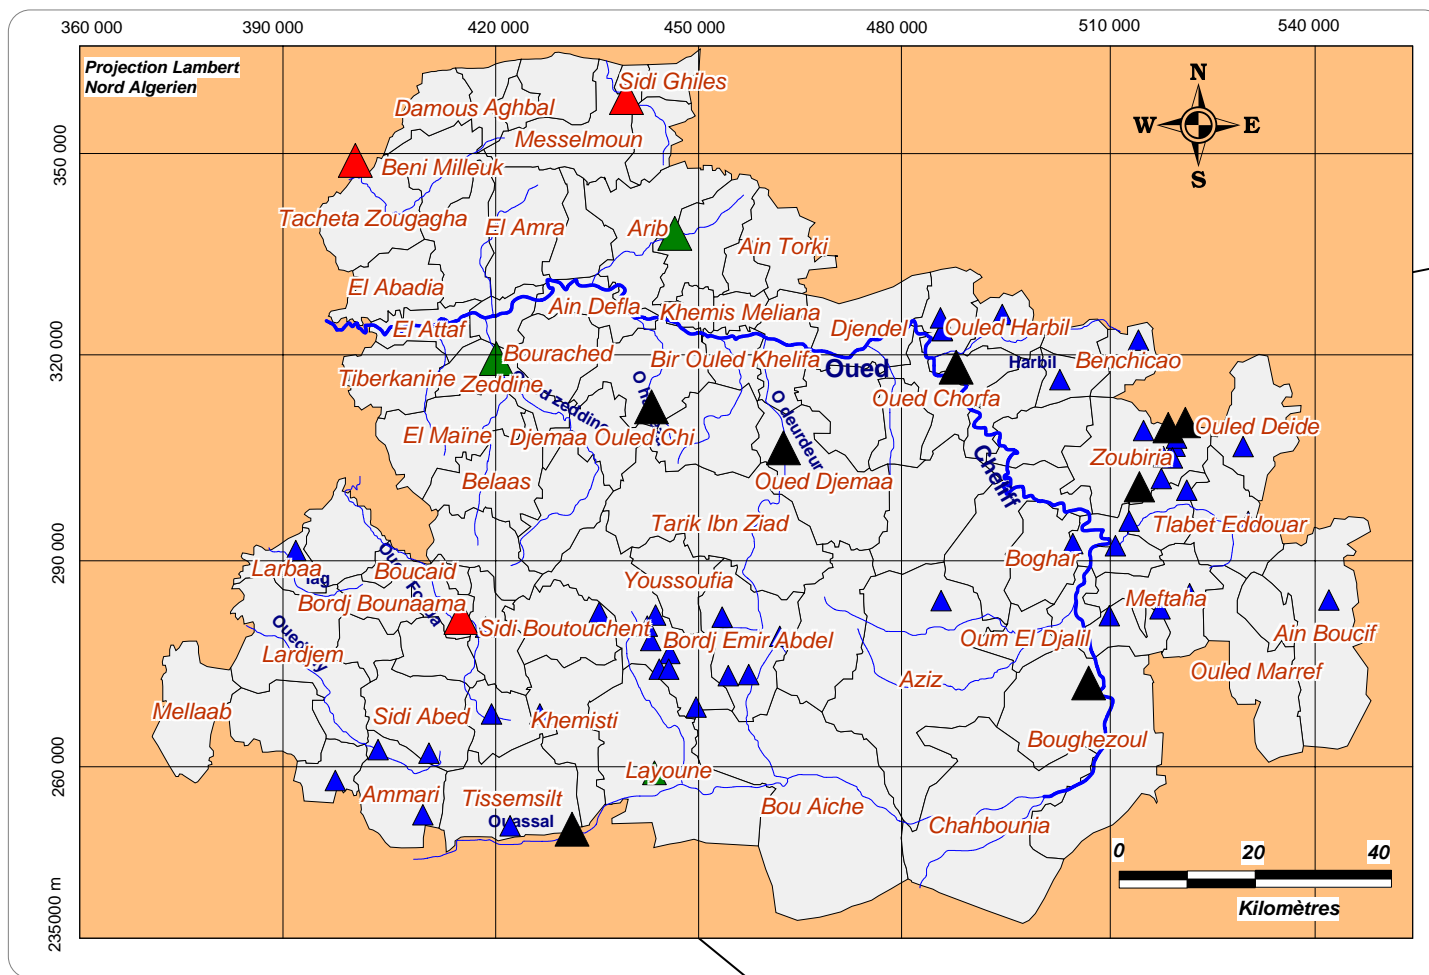 360 000
390 000
420 000
450 000
480 000
510 000
540 000
Projection Lambert
Nord Algerien
350 000
320 000
290 000
260 000
235000 m
N
W
E
S
Sidi Ghiles
Damous Aghbal
Messelmoun
Beni Milleuk
Tacheta Zougagha
El Amra
Arib
Ain Torki
El Abadia
Ain Defla
Khemis Meliana
Djendel
Ouled Harbil
El Attaf
Bourached
Bir Ouled Khelifa
Oued
Harbil
Benchicao
Tiberkanine
Zeddine
Oued Chorfa
zeddine
O deurdeur
Ouled Deide
El Maïne
Djemaa Ouled Chi
Zoubiria
Cheliff
Belaas
Oued Djemaa
Tarik Ibn Ziad
Tlabet Eddouar
Boghar
Larbaa
Boucaid
Youssoufia
Bordj Bounaama
Meftaha
Sidi Boutouchent
Bordj Emir Abdel
Oum El Djalil
Ain Boucif
Lardjem
Aziz
Ouled Marref
Mellaab
Sidi Abed
Khemisti
Boughezoul
Layoune
Ammari
Tissemsilt
Bou Aiche
Ouassal
Chahbounia
0
20
40
Kilomètres